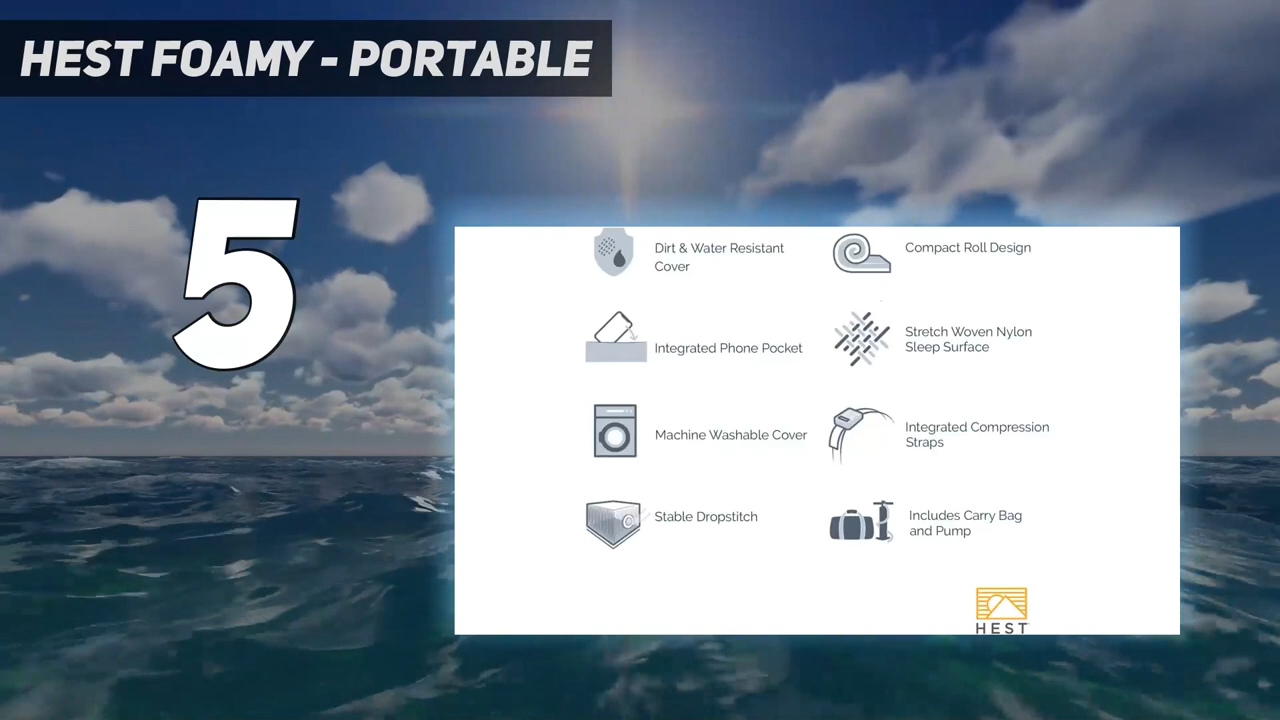 HEST FOAMY - PORTABLE
5
Dirt & Water Resistant
Cover
Compact Roll Design
Integrated Phone Pocket
Stretch Woven Nylon
Sleep Surface
Machine Washable Cover
Integrated Compression
Straps
Stable Dropstitch
Includes Carry Bag
and Pump
HEST